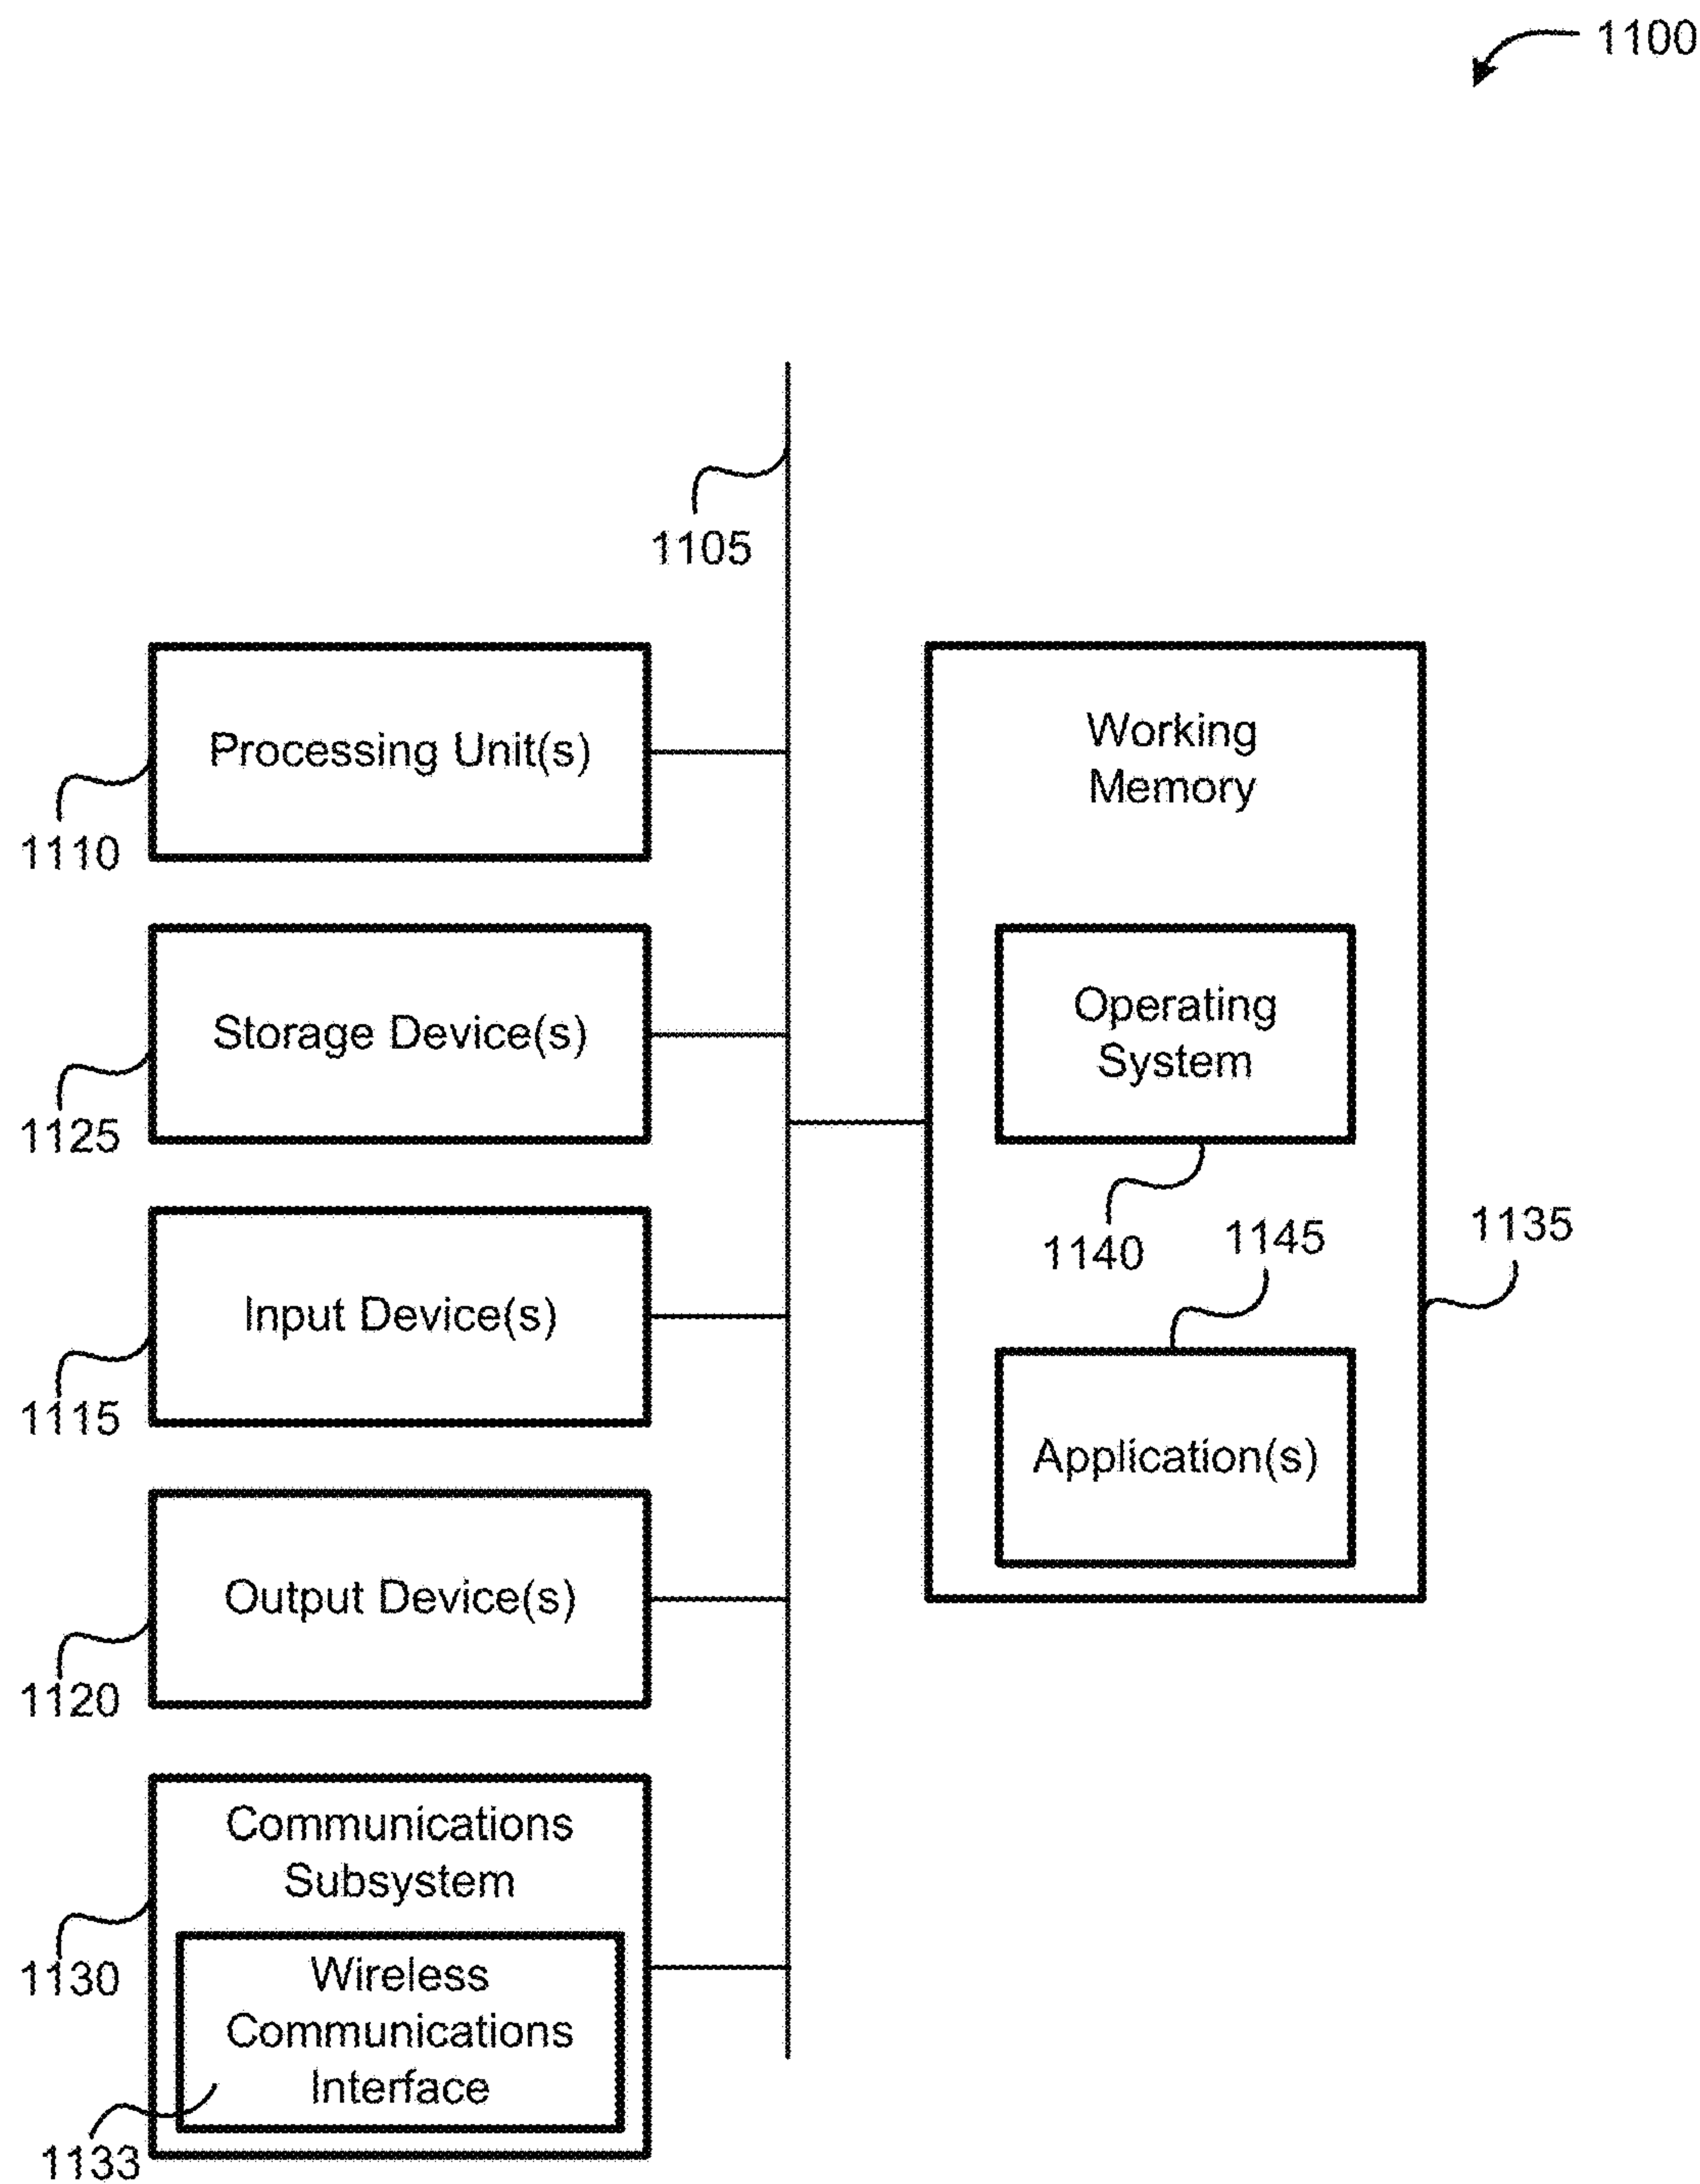 1100
1105
Processing Unit(s)
1110
Storage Device(s)
1125
Input Device(s)
1115
Output Device(s)
1120
Communications
Subsystem
1130
Wireless
Communications
Interface
1133
Working
Memory
Operating
System
1140
1145
1135
Application(s)